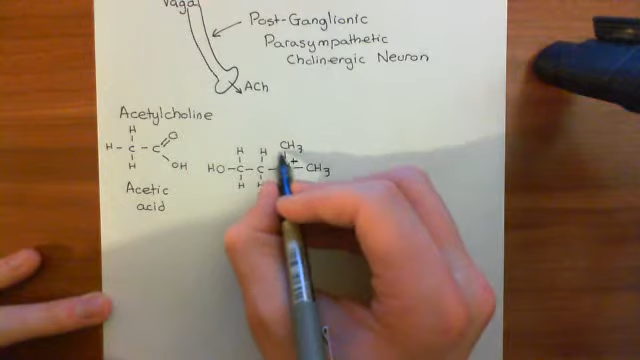 Vagal
Post-Ganglionic
Parasympathetic
Cholinergic Neuron
ACh
Acetylcholine
H H H CH₃
H-C-C O HO-C-C- + -CH₃
H OH H H
Acetic
acid